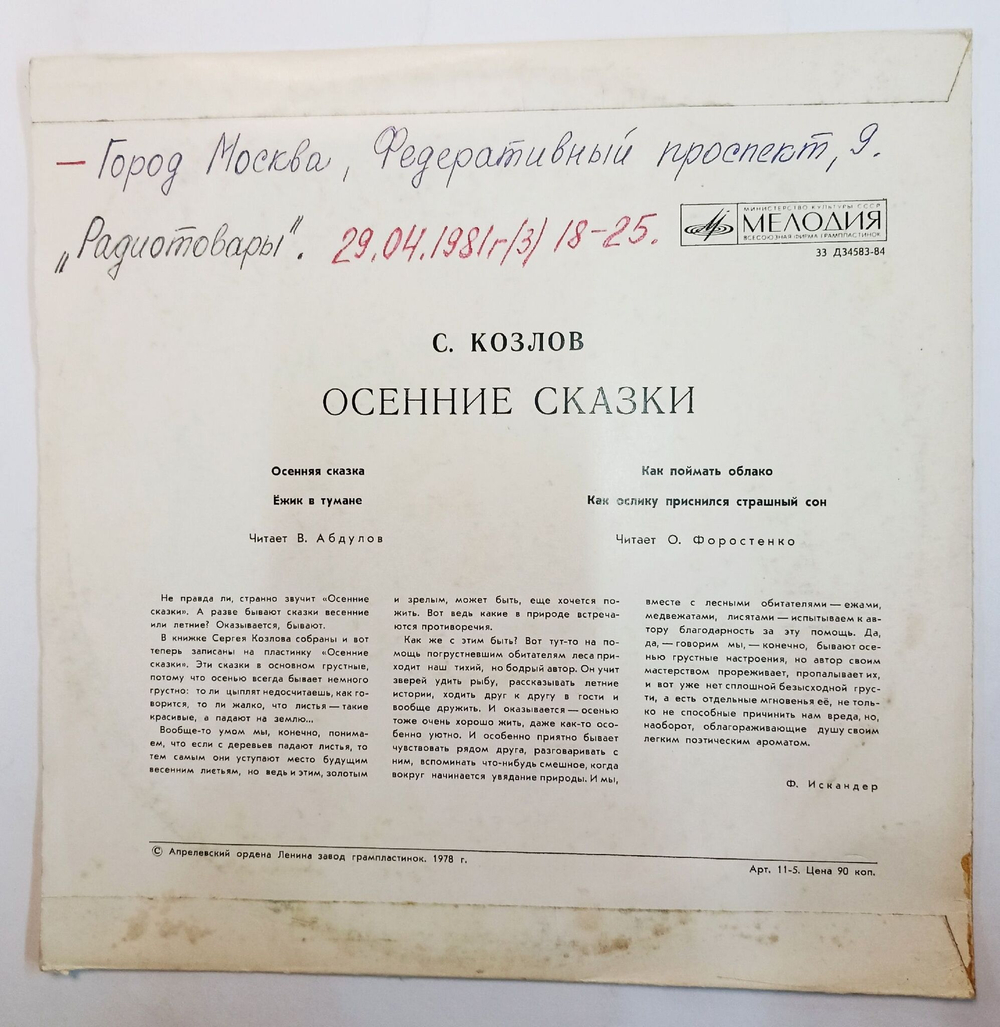 — Город Москва, Федеративный проспект, 9.
„Радиотовары". 29.04.1981г/3/ 18-25.
МИНИСТЕРСТВО КУЛЬТУРЫ СССР
МЕЛОДИЯ
ВСЕСОЮЗНАЯ ФИРМА ГРАМПЛАСТИНОК
33 Д34583-84
С. КОЗЛОВ
ОСЕННИЕ СКАЗКИ
Осенняя сказка
Ёжик в тумане
Читает В. Абдулов
Как поймать облако
Как ослику приснился страшный сон
Читает О. Форостенко
Не правда ли, странно звучит «Осенние
сказки». А разве бывают сказки весенние
или летние? Оказывается, бывают.
В книжке Сергея Козлова собраны и вот
теперь записаны на пластинку «Осенние
сказки». Эти сказки в основном грустные,
потому что осенью всегда бывает немного
грустно: то ли цыплят недосчитаешь, как го-
ворится, то ли жалко, что листья — такие
красивые, а падают на землю...
Вообще-то умом мы, конечно, понима-
ем, что если с деревьев падают листья, то
тем самым они уступают место будущим
весенним листьям, но ведь и этим, золотым
и зрелым, может быть, еще хочется по-
жить. Вот ведь какие в природе встреча-
ются противоречия.
Как же с этим быть? Вот тут-то на по-
мощь погрустневшим обитателям леса при-
ходит наш тихий, но бодрый автор. Он учит
зверей удить рыбу, рассказывать летние
истории, ходить друг к другу в гости и
вообще дружить. И оказывается — осенью
тоже очень хорошо жить, даже как-то осо-
бенно уютно. И особенно приятно бывает
чувствовать рядом друга, разговаривать с
ним, вспоминать что-нибудь смешное, когда
вокруг начинается увядание природы. И мы,
вместе с лесными обитателями — ежами,
медвежатами, лисятами — испытываем к ав-
тору благодарность за эту помощь. Да,
да, — говорим мы, — конечно, бывают осе-
нью грустные настроения, но автор своим
мастерством прореживает, пропалывает их,
и вот уже нет сплошной безысходной грус-
ти, а есть отдельные мгновенья её, не толь-
ко не способные причинить нам вреда, но,
наоборот, облагораживающие душу своим
легким поэтическим ароматом.
Ф. Искандер
© Апрелевский ордена Ленина завод грампластинок. 1978 г.
Арт. 11-5. Цена 90 коп.